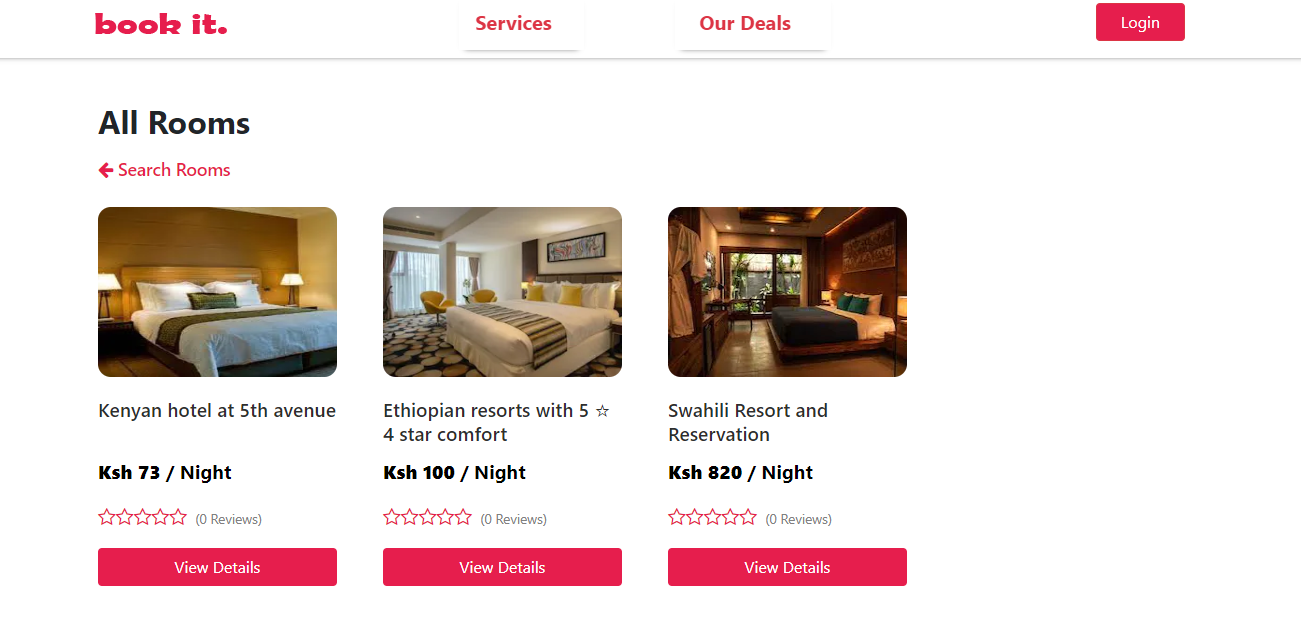 book it.
Services
Our Deals
Login
All Rooms
Search Rooms
Kenyan hotel at 5th avenue
Ksh 73 / Night
(0 Reviews)
View Details
Ethiopian resorts with 5 ☆
4 star comfort
Ksh 100 / Night
(0 Reviews)
View Details
Swahili Resort and
Reservation
Ksh 820 / Night
(0 Reviews)
View Details